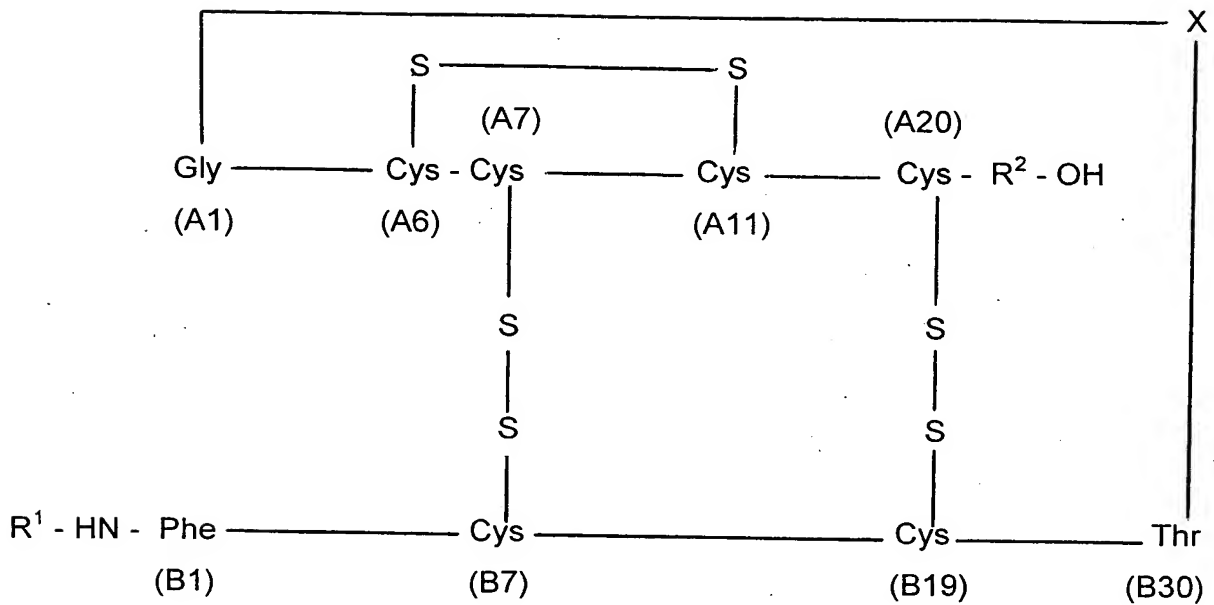 X
S S
(A7) (A20)
Gly Cys - Cys Cys Cys - R² - OH
(A1) (A6) (A11)
S S
S S
R¹ - HN - Phe Cys Cys Thr
(B1) (B7) (B19) (B30)